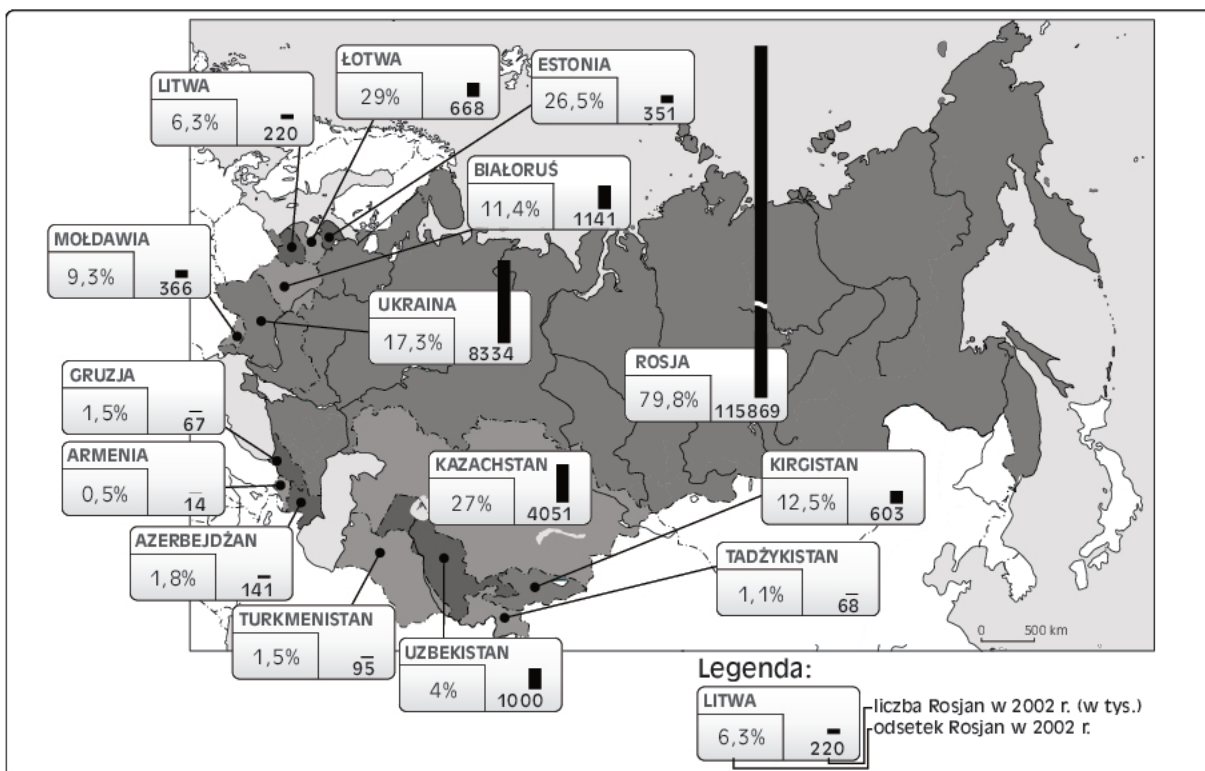 ŁOTWA
29%
668
ESTONIA
26,5%
351
LITWA
6,3%
220
BIAŁORUŚ
11,4%
1141
MOŁDAWIA
9,3%
366
UKRAINA
17,3%
8334
ROSJA
79,8%
115869
GRUZJA
1,5%
67
ARMENIA
0,5%
14
KAZACHSTAN
27%
4051
KIRGISTAN
12,5%
603
AZERBEJDŻAN
1,8%
141
TADŻYKISTAN
1,1%
68
TURKMENISTAN
1,5%
95
UZBEKISTAN
4%
1000
0 500 km
Legenda:
LITWA
6,3%
220
liczba Rosjan w 2002 r. (w tys.)
odsetek Rosjan w 2002 r.